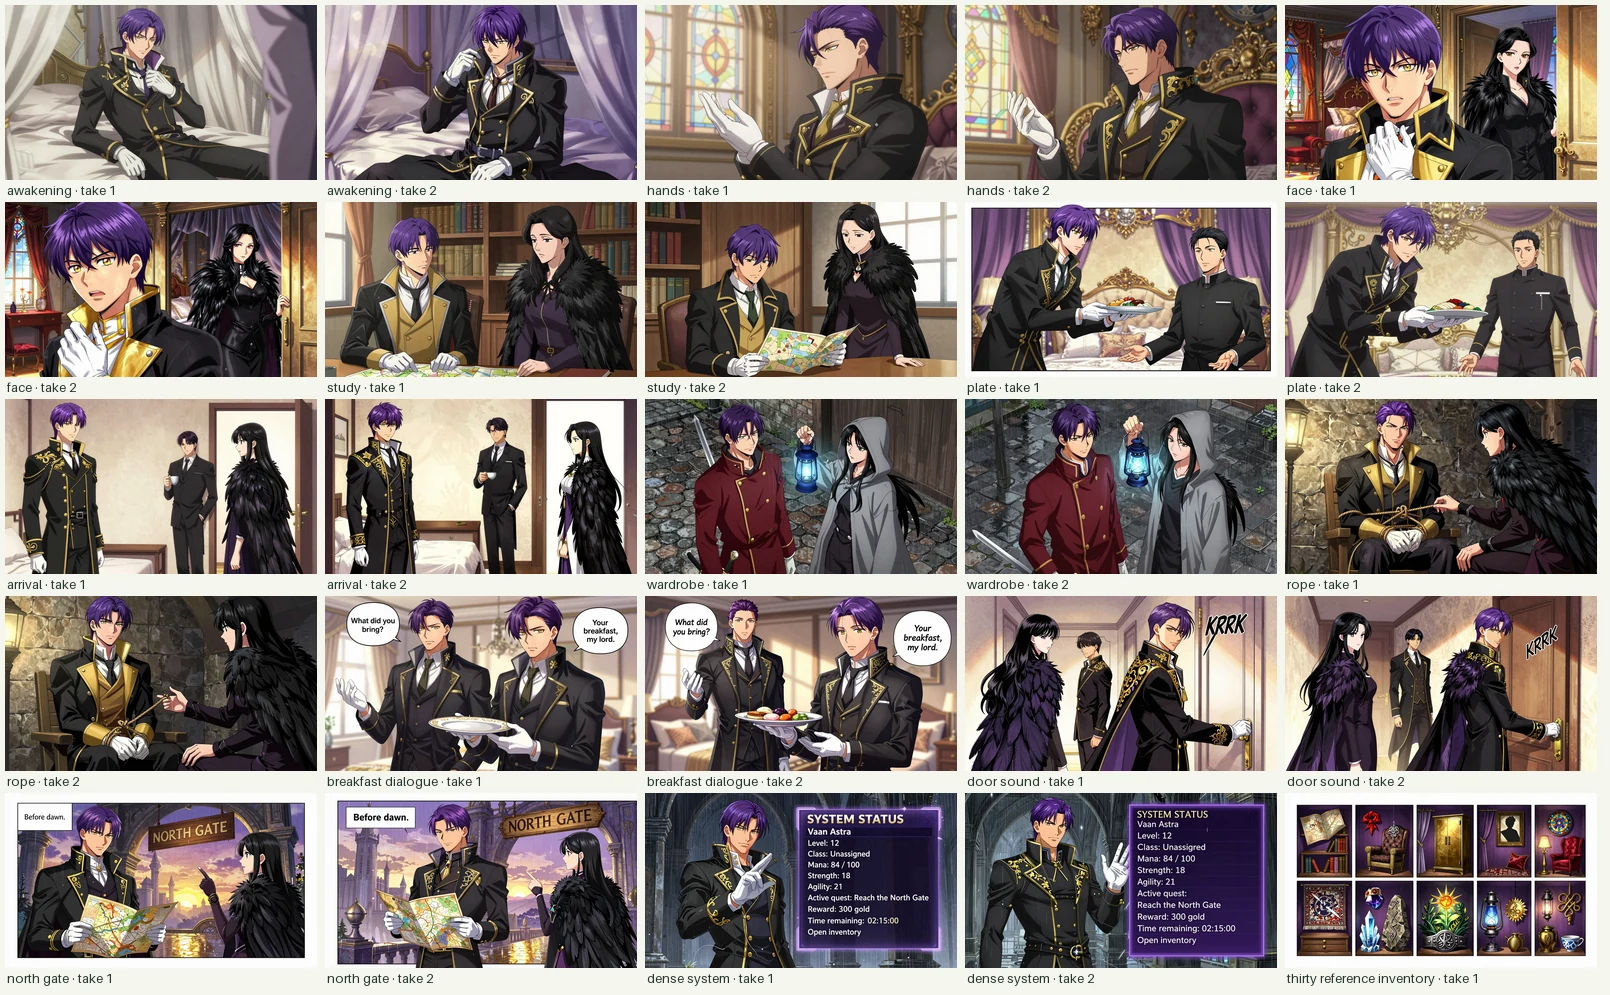 awakening · take 1
awakening · take 2
hands · take 1
hands · take 2
face · take 1
face · take 2
study · take 1
study · take 2
plate · take 1
plate · take 2
arrival · take 1
arrival · take 2
wardrobe · take 1
wardrobe · take 2
rope · take 1
What did you
bring?
Your
breakfast,
my lord.
What did
you bring?
Your
breakfast,
my lord.
KRRK
KRRK
rope · take 2
breakfast dialogue · take 1
breakfast dialogue · take 2
door sound · take 1
door sound · take 2
Before dawn.
NORTH GATE
Before dawn.
NORTH GATE
SYSTEM STATUS
Vaan Astra
Level: 12
Class: Unassigned
Mana: 84 / 100
Strength: 18
Agility: 21
Active quest: Reach the North Gate
Reward: 300 gold
Time remaining: 02:15:00
Open inventory
SYSTEM STATUS
Vaan Astra
Level: 12
Class: Unassigned
Mana: 84 / 100
Strength: 18
Agility: 21
Active quest:
Reach the North Gate
Reward: 300 gold
Time remaining: 02:15:00
Open inventory
north gate · take 1
north gate · take 2
dense system · take 1
dense system · take 2
thirty reference inventory · take 1